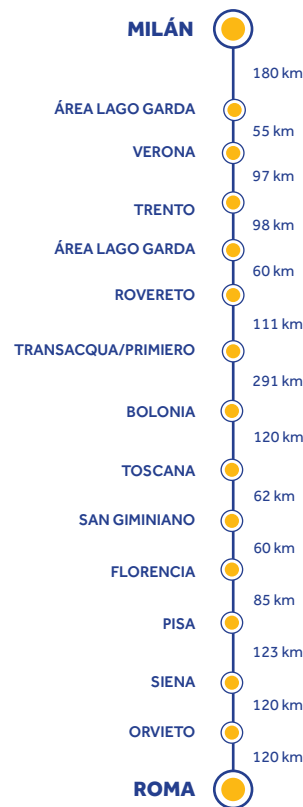 MILÁN
180 km
ÁREA LAGO GARDA
55 km
VERONA
97 km
TRENTO
98 km
ÁREA LAGO GARDA
60 km
ROVERETO
111 km
TRANSACQUA/PRIMIERO
291 km
BOLONIA
120 km
TOSCANA
62 km
SAN GIMINIANO
60 km
FLORENCIA
85 km
PISA
123 km
SIENA
120 km
ORVIETO
120 km
ROMA